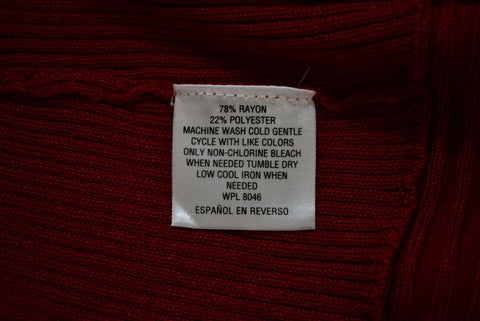 78% RAYON
22% POLYESTER
MACHINE WASH COLD GENTLE
CYCLE WITH LIKE COLORS
ONLY NON-CHLORINE BLEACH
WHEN NEEDED TUMBLE DRY
LOW COOL IRON WHEN
NEEDED
WPL 8046
ESPAÑOL EN REVERSO